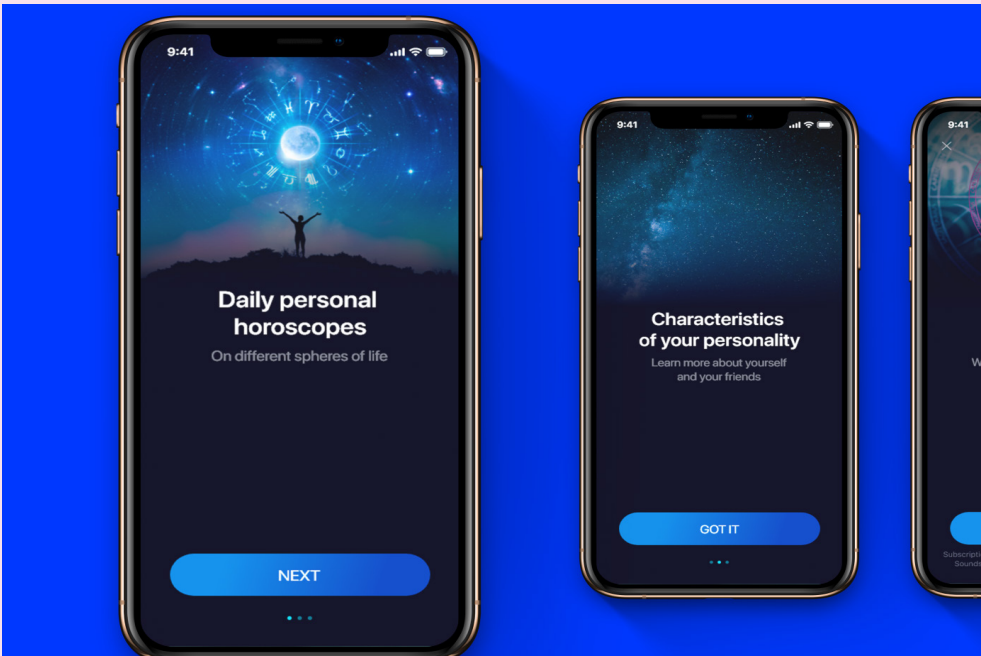 9:41
Daily personal
horoscopes
On different spheres of life
NEXT
9:41
Characteristics
of your personality
Learn more about yourself
and your friends
GOT IT
9:41